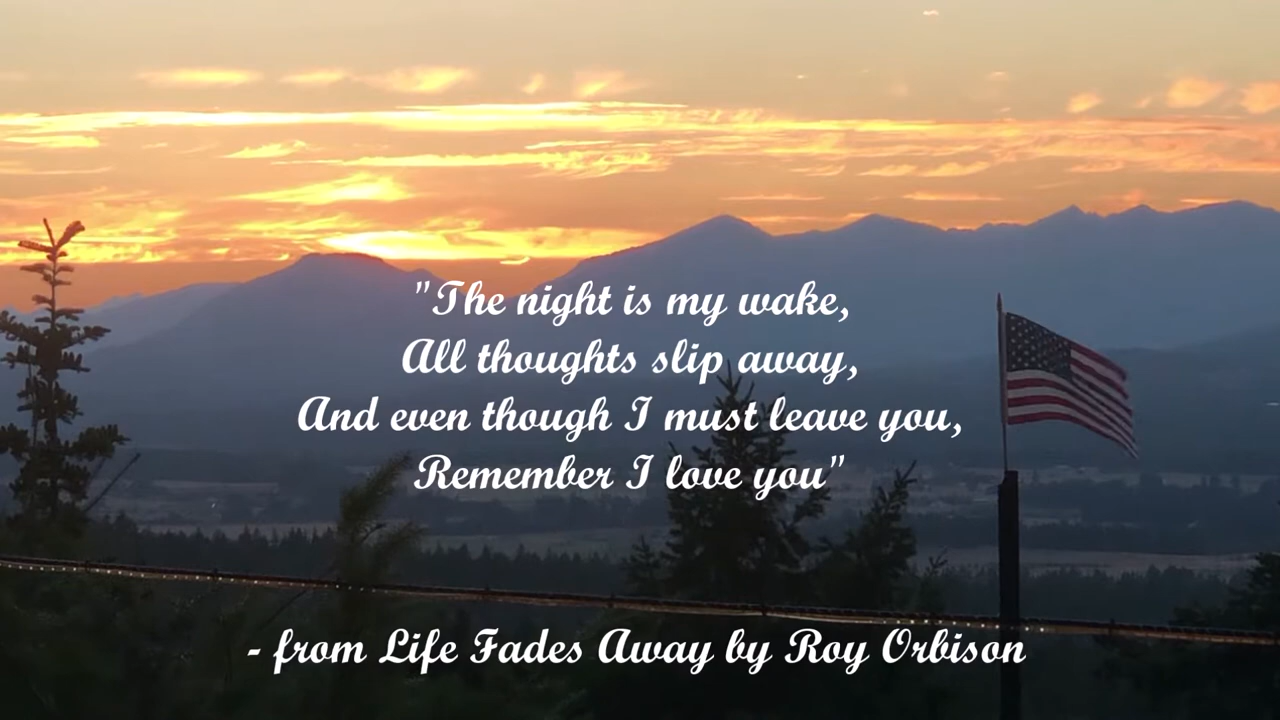 "The night is my wake,
All thoughts slip away,
And even though I must leave you,
Remember I love you"
- from Life Fades Away by Roy Orbison